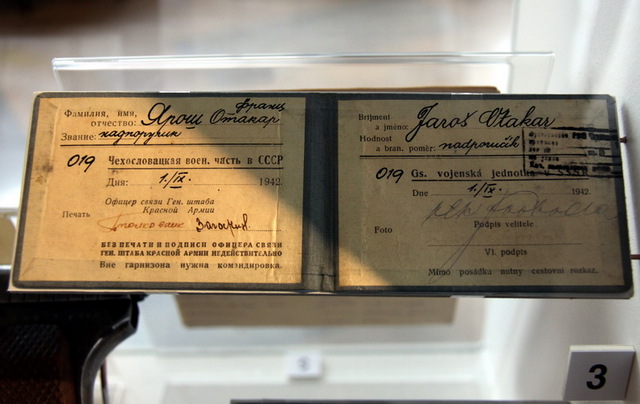 Фамилия, имя, Франц
отчество: Ярош Отакар
Звание: надпоручик
019 Чехословацкая воен. часть в СССР
Дня: 1./IX. 1942.
Офицер связи Ген. штаба
Красной Армии
Печать
БЕЗ ПЕЧАТИ И ПОДПИСИ ОФИЦЕРА СВЯЗИ
ГЕН. ШТАБА КРАСНОЙ АРМИИ НЕДЕЙСТВИТЕЛЬНО
Вне гарнизона нужна командировка.
Příjmení
a jméno: Jaroš Otakar
Hodnost
a bran. poměr: nadporučík
019 Čs. vojenská jednotka v SSSR
Dne 1./IX. 1942.
Foto Podpis velitele
Vl. podpis
Mimo posádku nutný cestovní rozkaz.
3